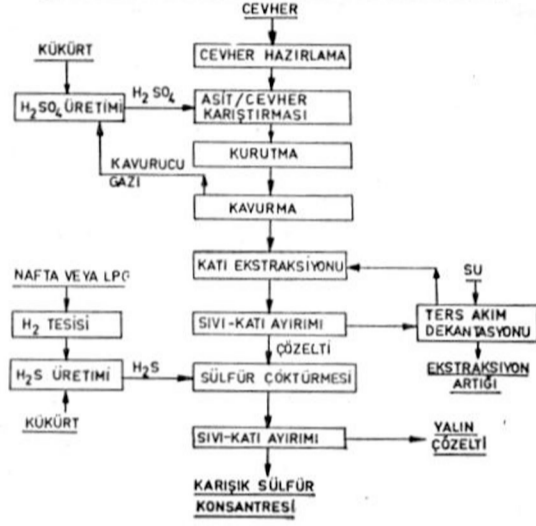 CEVHER
CEVHER HAZIRLAMA
KÜKÜRT
H2SO4 ÜRETİMİ
H2SO4
ASİT/CEVHER
KARIŞTIRMASI
KURUTMA
KAVURUCU
GAZI
KAVURMA
KATI EKSTRAKSİYONU
NAFTA VEYA LPG
SU
H2 TESİSİ
SIVI-KATI AYIRIMI
TERS AKIM
DEKANTASYONU
ÇÖZELTİ
H2S ÜRETİMİ
H2S
SÜLFÜR ÇÖKTÜRMESİ
EKSTRAKSİYON
ARTIĞI
KÜKÜRT
SIVI-KATI AYIRIMI
YALIN
ÇÖZELTİ
KARIŞIK SÜLFÜR
KONSANTRESİ